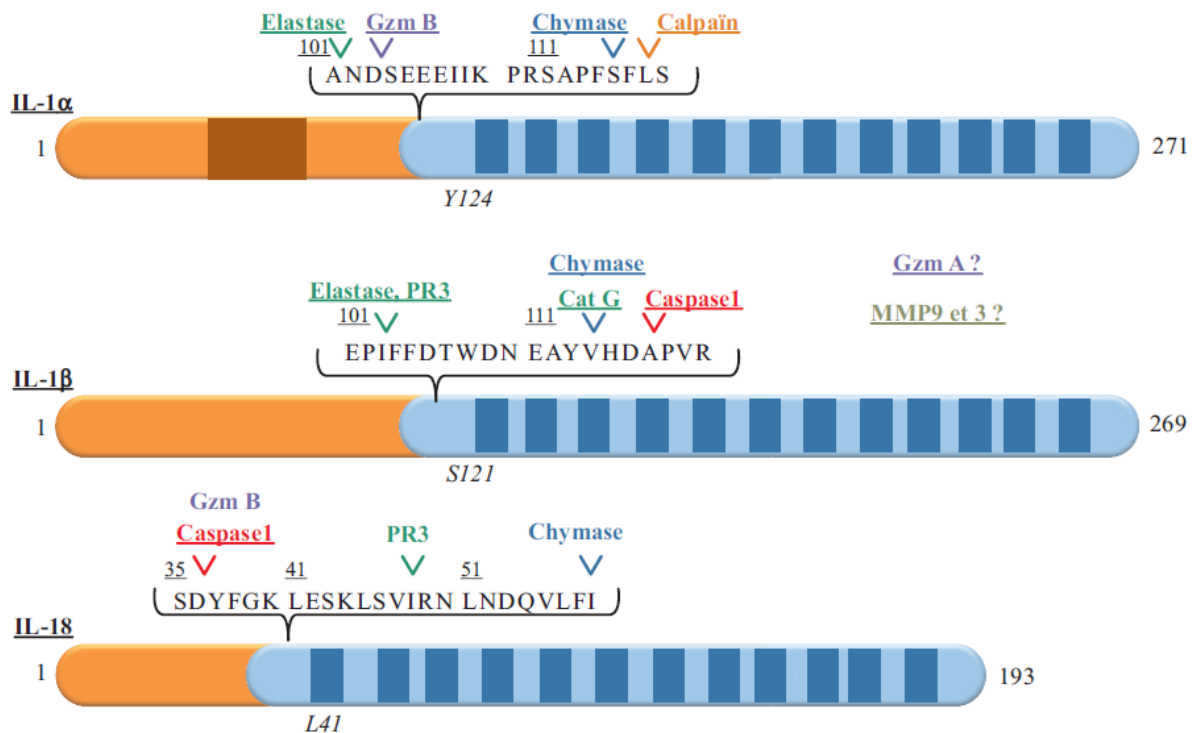 Elastase Gzm B Chymase Calpaïn
101 111
ANDSEEEIIK PRSAPFSFLS
IL-1α
1 271
Y124
Chymase Gzm A ?
Elastase, PR3 Cat G Caspase1 MMP9 et 3 ?
101 111
EPIFFDTWDN EAYVHDAPVR
IL-1β
1 269
S121
Gzm B
Caspase1 PR3 Chymase
35 41 51
SDYFGK LESKLSVIRN LNDQVLFI
IL-18
1 193
L41